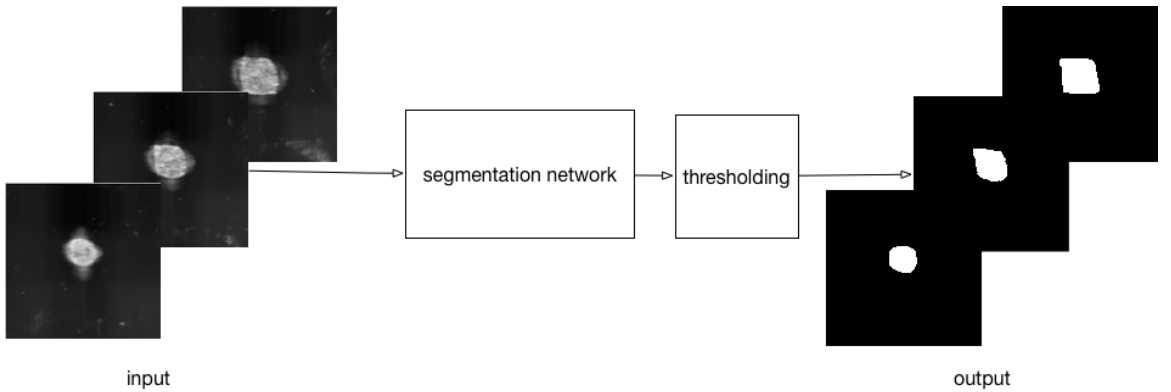 segmentation network
thresholding
input
output